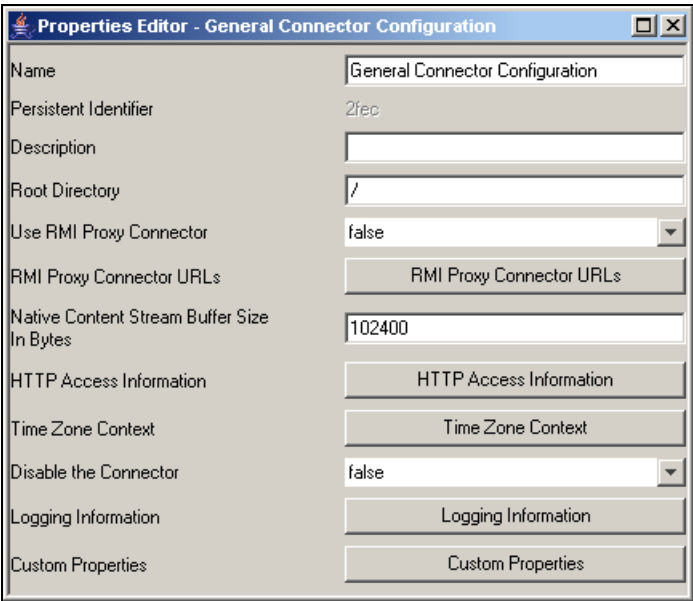 Properties Editor - General Connector Configuration
Name General Connector Configuration
Persistent Identifier 2fec
Description
Root Directory /
Use RMI Proxy Connector false
RMI Proxy Connector URLs RMI Proxy Connector URLs
Native Content Stream Buffer Size
In Bytes 102400
HTTP Access Information HTTP Access Information
Time Zone Context Time Zone Context
Disable the Connector false
Logging Information Logging Information
Custom Properties Custom Properties